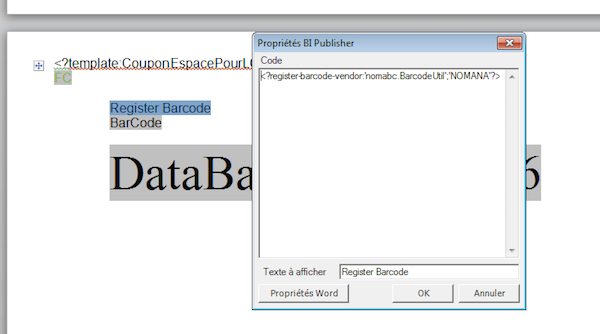 <?template:CouponEspacePourL
FC
Register Barcode
BarCode
DataBa 6
Propriétés BI Publisher
Code
<?register-barcode-vendor:'nomabc.BarcodeUtil';'NOMANA'?>
Texte à afficher Register Barcode
Propriétés Word OK Annuler